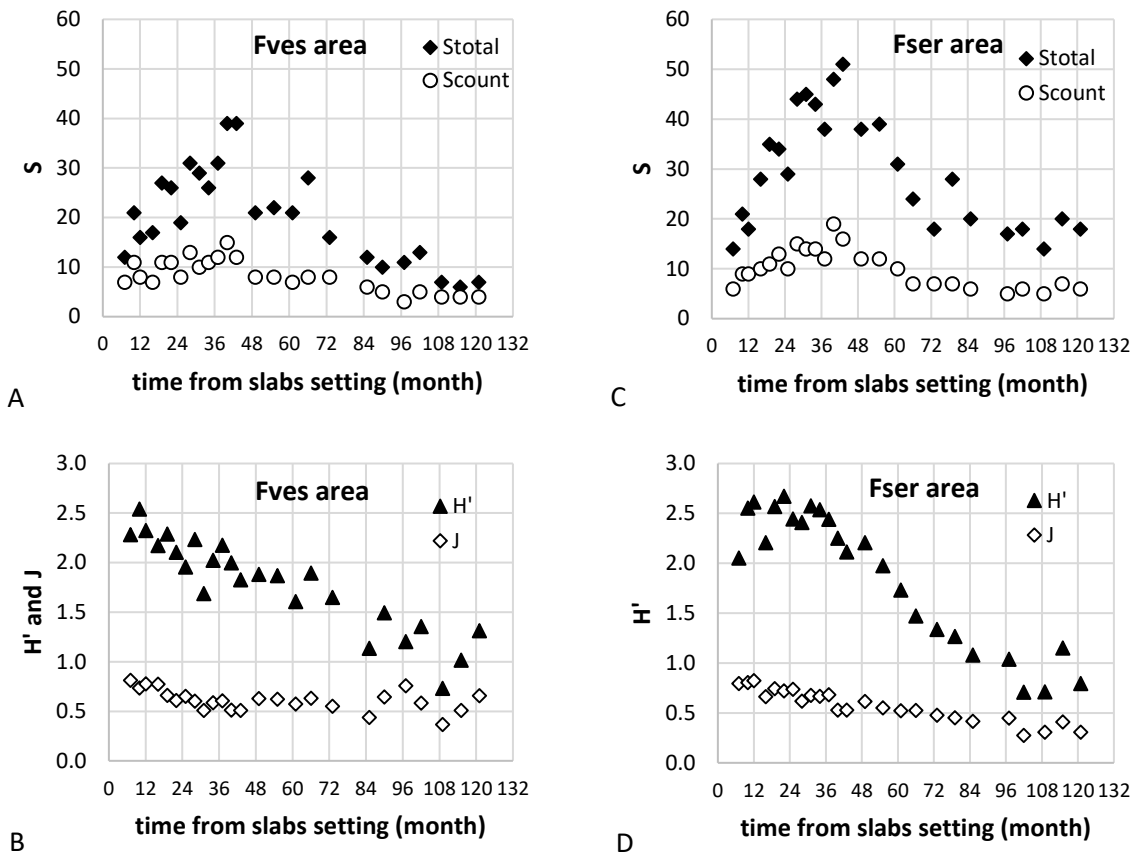 Fves area
Stotal
Scount
60
50
40
30
20
10
0
S
0 12 24 36 48 60 72 84 96 108 120 132
time from slabs setting (month)
A
Fser area
Stotal
Scount
60
50
40
30
20
10
0
S
0 12 24 36 48 60 72 84 96 108 120 132
time from slabs setting (month)
C
Fves area
H'
J
3.0
2.5
2.0
1.5
1.0
0.5
0.0
H' and J
0 12 24 36 48 60 72 84 96 108 120 132
time from slabs setting (month)
B
Fser area
H'
J
3.0
2.5
2.0
1.5
1.0
0.5
0.0
H'
0 12 24 36 48 60 72 84 96 108 120 132
time from slabs setting (month)
D